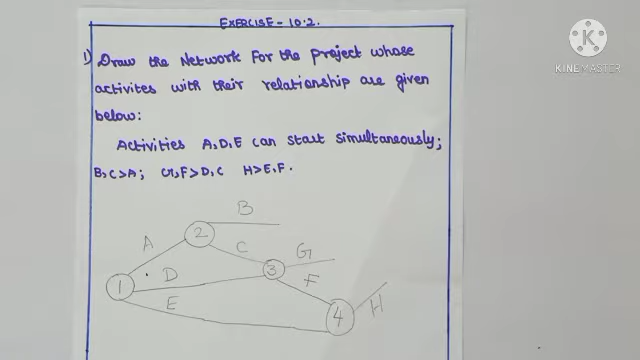 EXERCISE - 10.2.
1) Draw the Network for the project whose
activites with their relationship are given
below:
Activities A, D, E can start simultaneously;
B, C > A; G, F > D, C H > E, F.
B
A
2
C
G
D
3
F
1
E
4
H
K
KINEMASTER